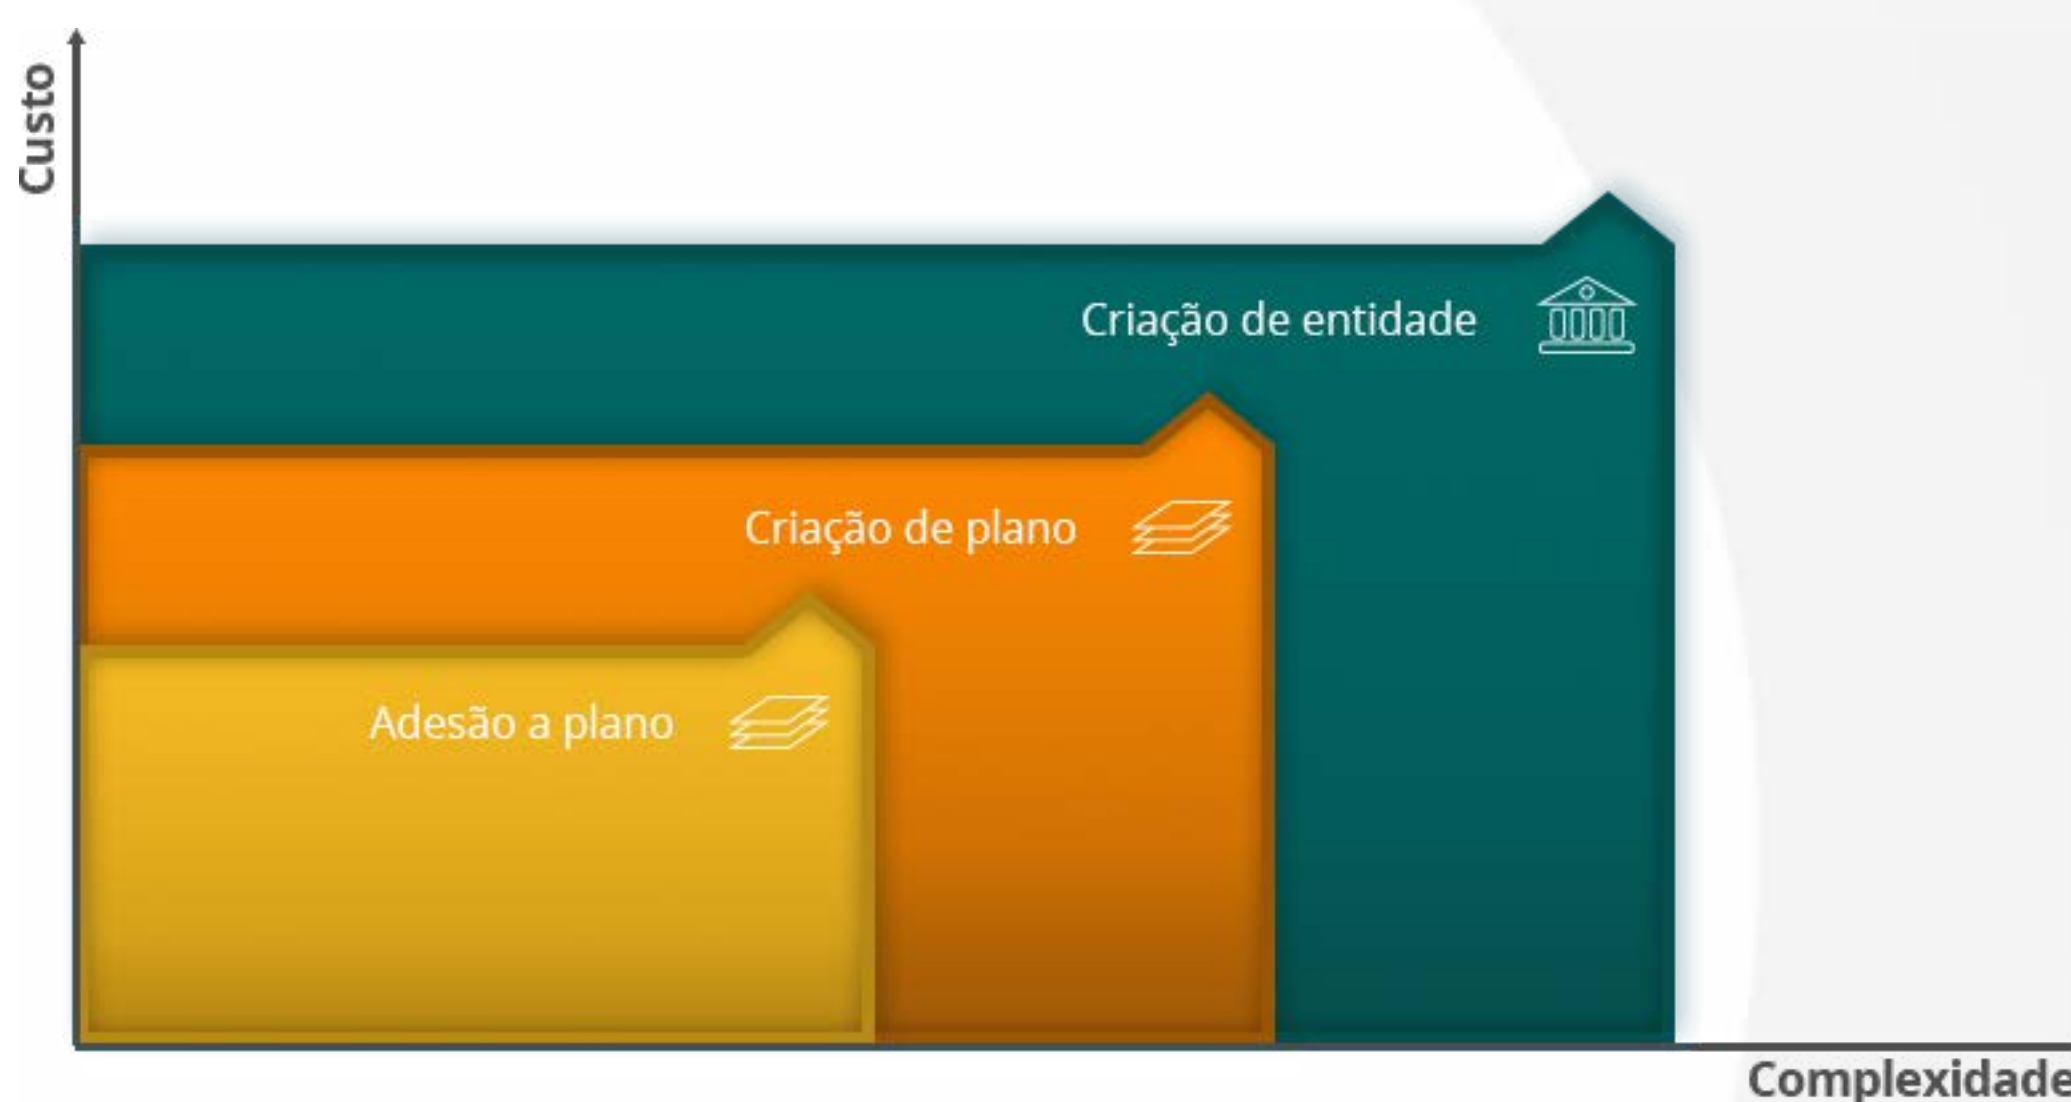 Custo
Criação de entidade
Criação de plano
Adesão a plano
Complexidade